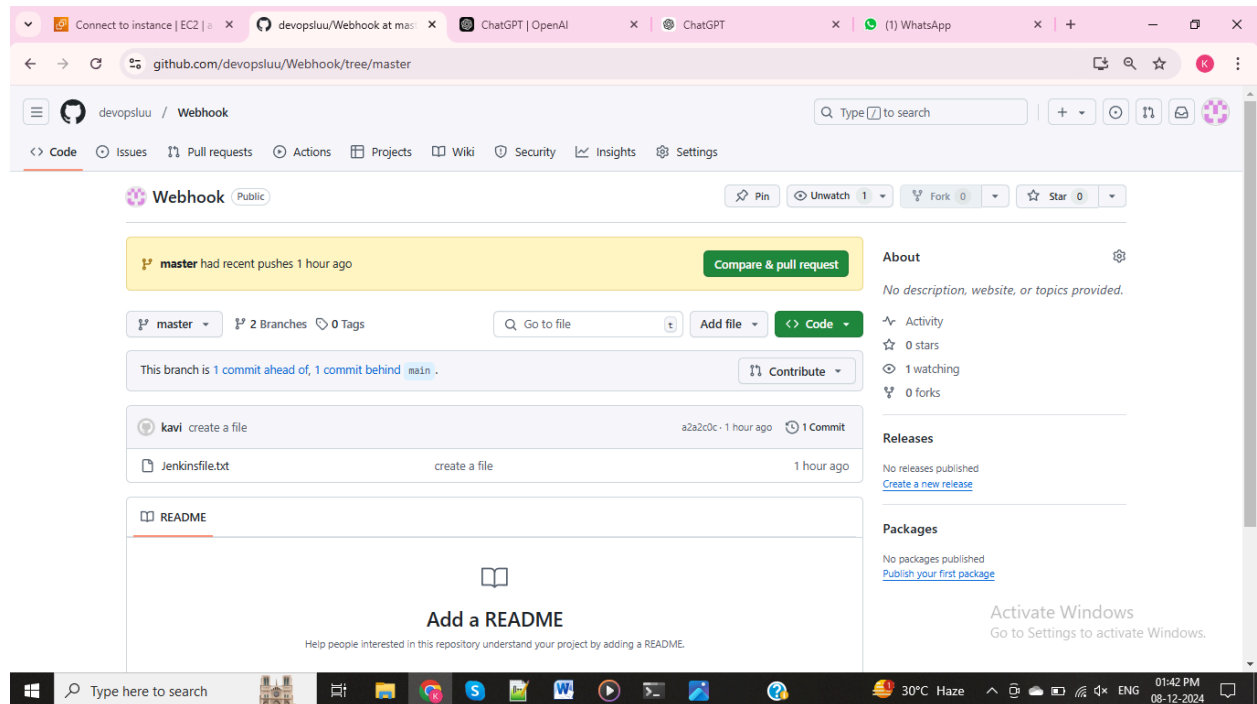 Connect to instance | EC2 | a
devopsluu/Webhook at mas
ChatGPT | OpenAI
ChatGPT
(1) WhatsApp
github.com/devopsluu/Webhook/tree/master
K
devopsluu / Webhook
Type / to search
Code Issues Pull requests Actions Projects Wiki Security Insights Settings
Webhook Public
Pin Unwatch 1 Fork 0 Star 0
master had recent pushes 1 hour ago
Compare & pull request
master 2 Branches 0 Tags
Go to file t
Add file
<> Code
This branch is 1 commit ahead of, 1 commit behind main .
Contribute
kavi create a file
a2a2c0c · 1 hour ago 1 Commit
Jenkinsfile.txt create a file 1 hour ago
README
Add a README
Help people interested in this repository understand your project by adding a README.
About
No description, website, or topics provided.
Activity
0 stars
1 watching
0 forks
Releases
No releases published
Create a new release
Packages
No packages published
Publish your first package
Activate Windows
Go to Settings to activate Windows.
Type here to search
30°C Haze
ENG
01:42 PM
08-12-2024